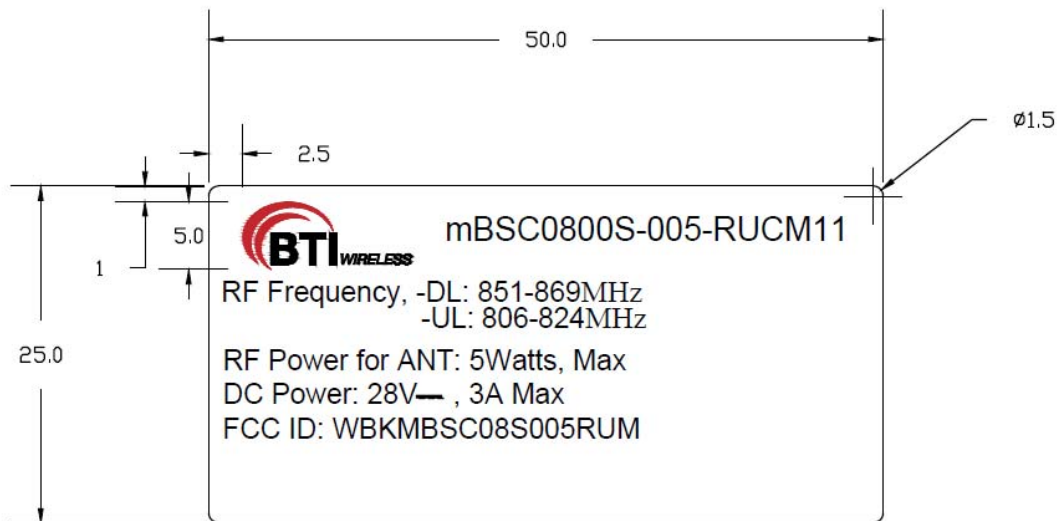 50.0
ø1.5
2.5
5.0
1
25.0
BTI WIRELESS
mBSC0800S-005-RUCM11
RF Frequency, -DL: 851-869MHz
-UL: 806-824MHz
RF Power for ANT: 5Watts, Max
DC Power: 28V , 3A Max
FCC ID: WBKMBSC08S005RUM